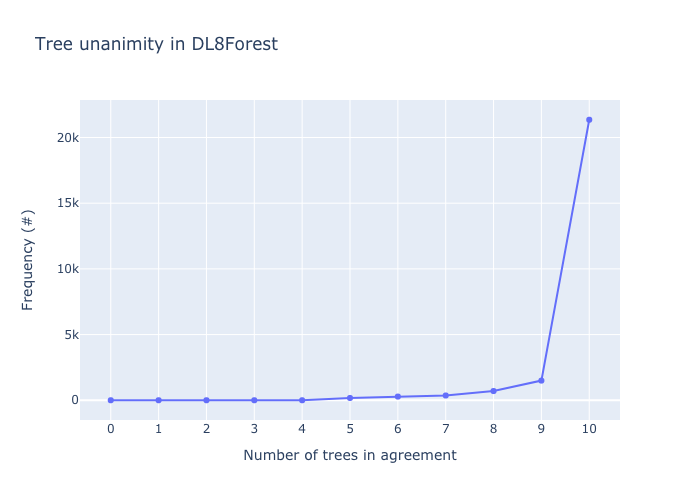 Tree unanimity in DL8Forest
Frequency (#)
20k
15k
10k
5k
0
0 1 2 3 4 5 6 7 8 9 10
Number of trees in agreement